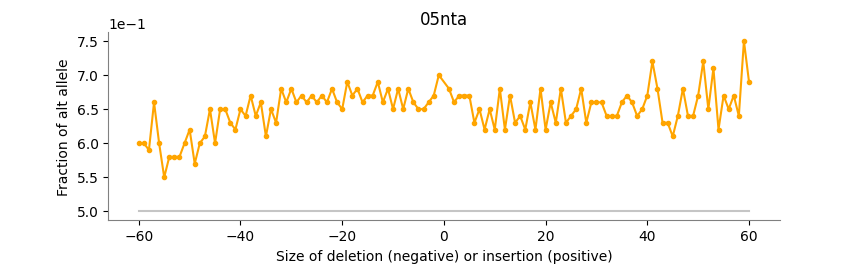 05nta
1e−1
7.5
7.0
6.5
6.0
5.5
5.0
Fraction of alt allele
−60 −40 −20 0 20 40 60
Size of deletion (negative) or insertion (positive)